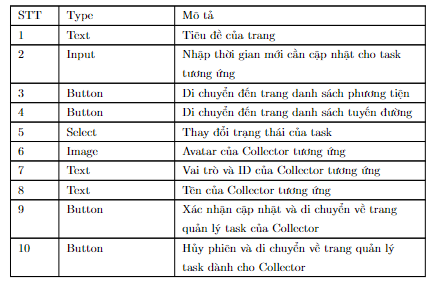 STT Type Mô tả
1 Text Tiêu đề của trang
2 Input Nhập thời gian mới cần cập nhật cho task
tương ứng
3 Button Di chuyển đến trang danh sách phương tiện
4 Button Di chuyển đến trang danh sách tuyến đường
5 Select Thay đổi trạng thái của task
6 Image Avatar của Collector tương ứng
7 Text Vai trò và ID của Collector tương ứng
8 Text Tên của Collector tương ứng
9 Button Xác nhận cập nhật và di chuyển về trang
quản lý task của Collector
10 Button Hủy phiên và di chuyển về trang quản lý
task dành cho Collector